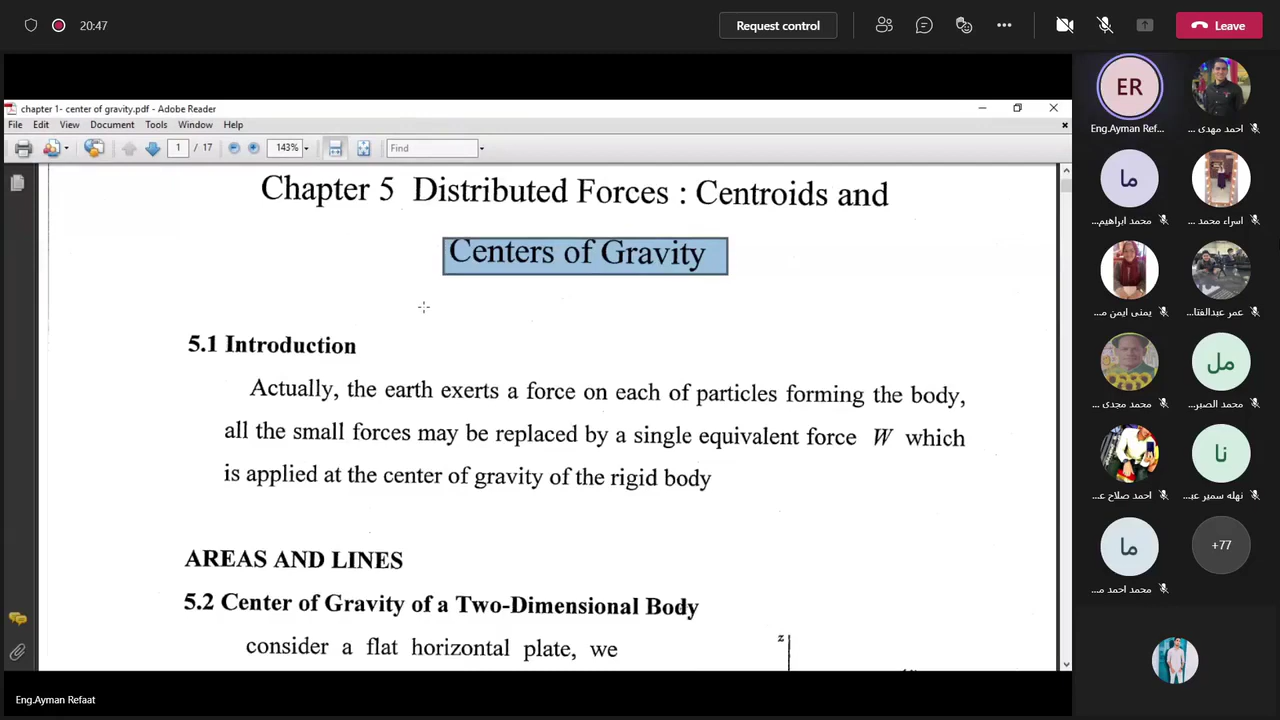 20:47
Request control
Leave
chapter 1- center of gravity.pdf - Adobe Reader
File Edit View Document Tools Window Help
1 / 17 143% Find
Chapter 5 Distributed Forces : Centroids and
Centers of Gravity
5.1 Introduction
Actually, the earth exerts a force on each of particles forming the body,
all the small forces may be replaced by a single equivalent force W which
is applied at the center of gravity of the rigid body
AREAS AND LINES
5.2 Center of Gravity of a Two-Dimensional Body
consider a flat horizontal plate, we
z
Eng.Ayman Refaat
ER
Eng.Ayman Refa...
احمد مهدى ...
ما
محمد ابراهيم
اسراء محمد ...
يمنى ايمن م...
عمر عبدالفتا...
مل
محمد مجدى ...
محمد الصبر...
نا
احمد صلاح ع...
نهله سمير عب...
ما
+77
محمد احمد م...